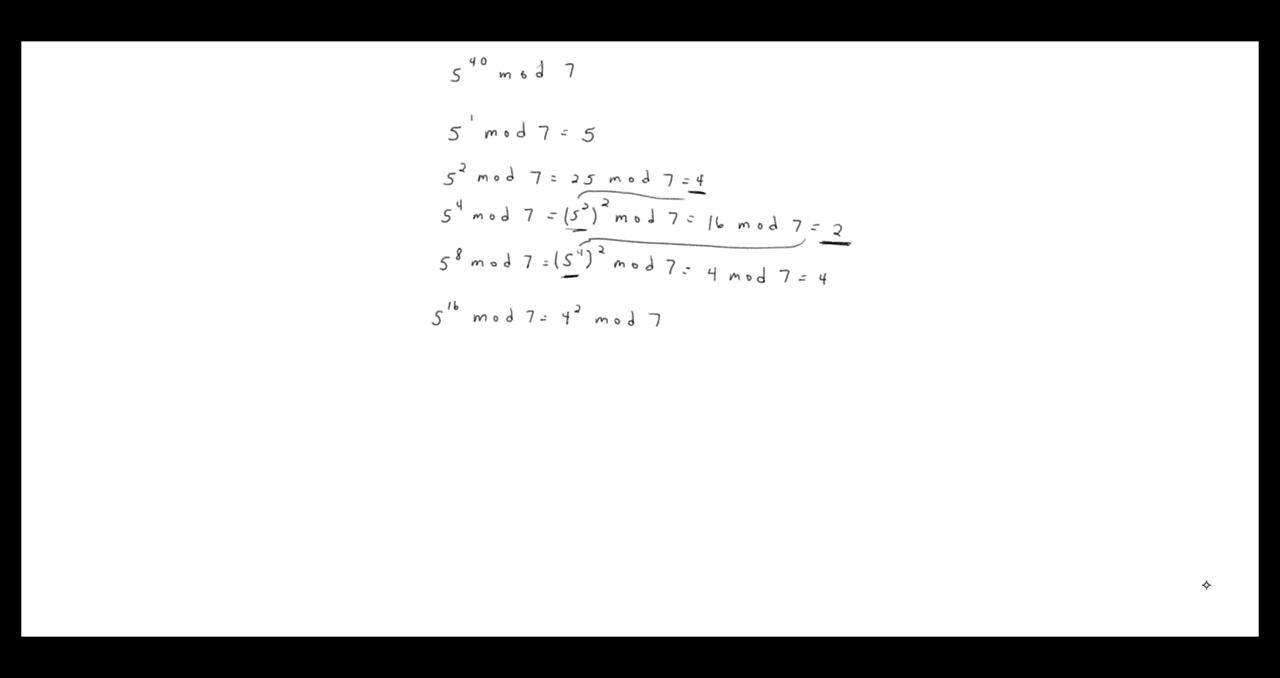 5^40 mod 7
5^1 mod 7 = 5
5^2 mod 7 = 25 mod 7 = 4
5^4 mod 7 = (5^2)^2 mod 7 = 16 mod 7 = 2
5^8 mod 7 = (5^4)^2 mod 7 = 4 mod 7 = 4
5^16 mod 7 = 4^2 mod 7